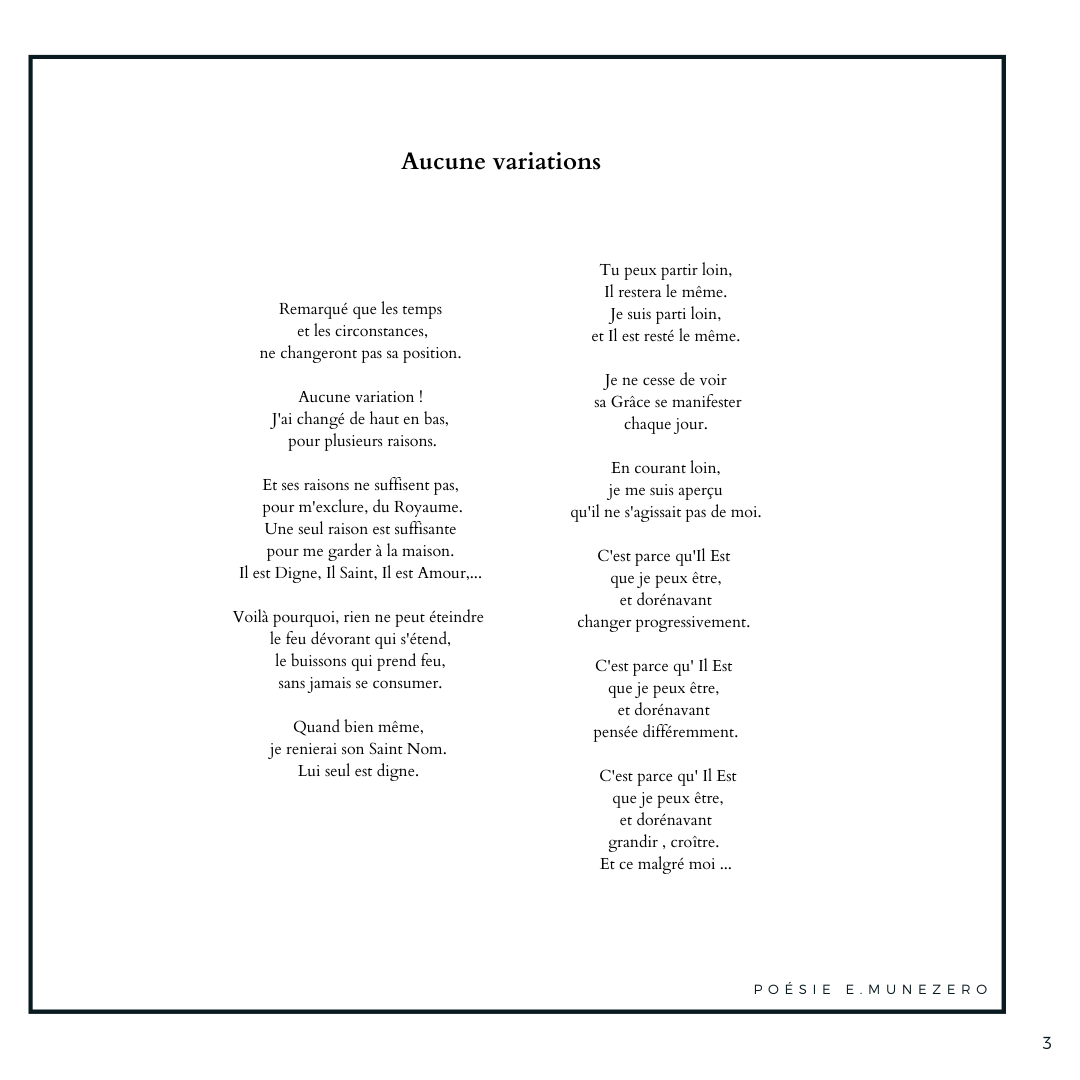 Aucune variations
Remarqué que les temps
et les circonstances,
ne changeront pas sa position.
Aucune variation !
J'ai changé de haut en bas,
pour plusieurs raisons.
Et ses raisons ne suffisent pas,
pour m'exclure, du Royaume.
Une seul raison est suffisante
pour me garder à la maison.
Il est Digne, Il Saint, Il est Amour,...
Voilà pourquoi, rien ne peut éteindre
le feu dévorant qui s'étend,
le buissons qui prend feu,
sans jamais se consumer.
Quand bien même,
je renierai son Saint Nom.
Lui seul est digne.
Tu peux partir loin,
Il restera le même.
Je suis parti loin,
et Il est resté le même.
Je ne cesse de voir
sa Grâce se manifester
chaque jour.
En courant loin,
je me suis aperçu
qu'il ne s'agissait pas de moi.
C'est parce qu'Il Est
que je peux être,
et dorénavant
changer progressivement.
C'est parce qu' Il Est
que je peux être,
et dorénavant
pensée différemment.
C'est parce qu' Il Est
que je peux être,
et dorénavant
grandir , croître.
Et ce malgré moi ...
POÉSIE E.MUNEZERO
3